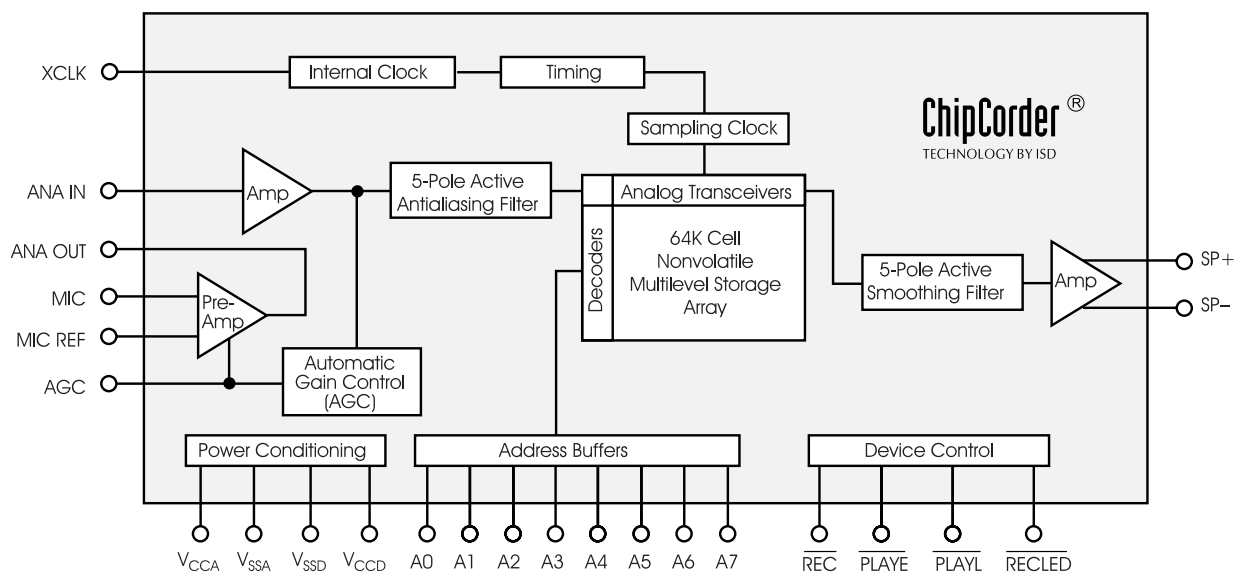 XCLK
Internal Clock
Timing
Sampling Clock
ChipCorder ®
TECHNOLOGY BY ISD
ANA IN
Amp
5-Pole Active
Antialiasing Filter
Analog Transceivers
Decoders
64K Cell
Nonvolatile
Multilevel Storage
Array
ANA OUT
MIC
Pre-
Amp
MIC REF
AGC
Automatic
Gain Control
(AGC)
5-Pole Active
Smoothing Filter
Amp
SP+
SP–
Power Conditioning
Address Buffers
Device Control
VCCA VSSA VSSD VCCD A0 A1 A2 A3 A4 A5 A6 A7 REC PLAYE PLAYL RECLED